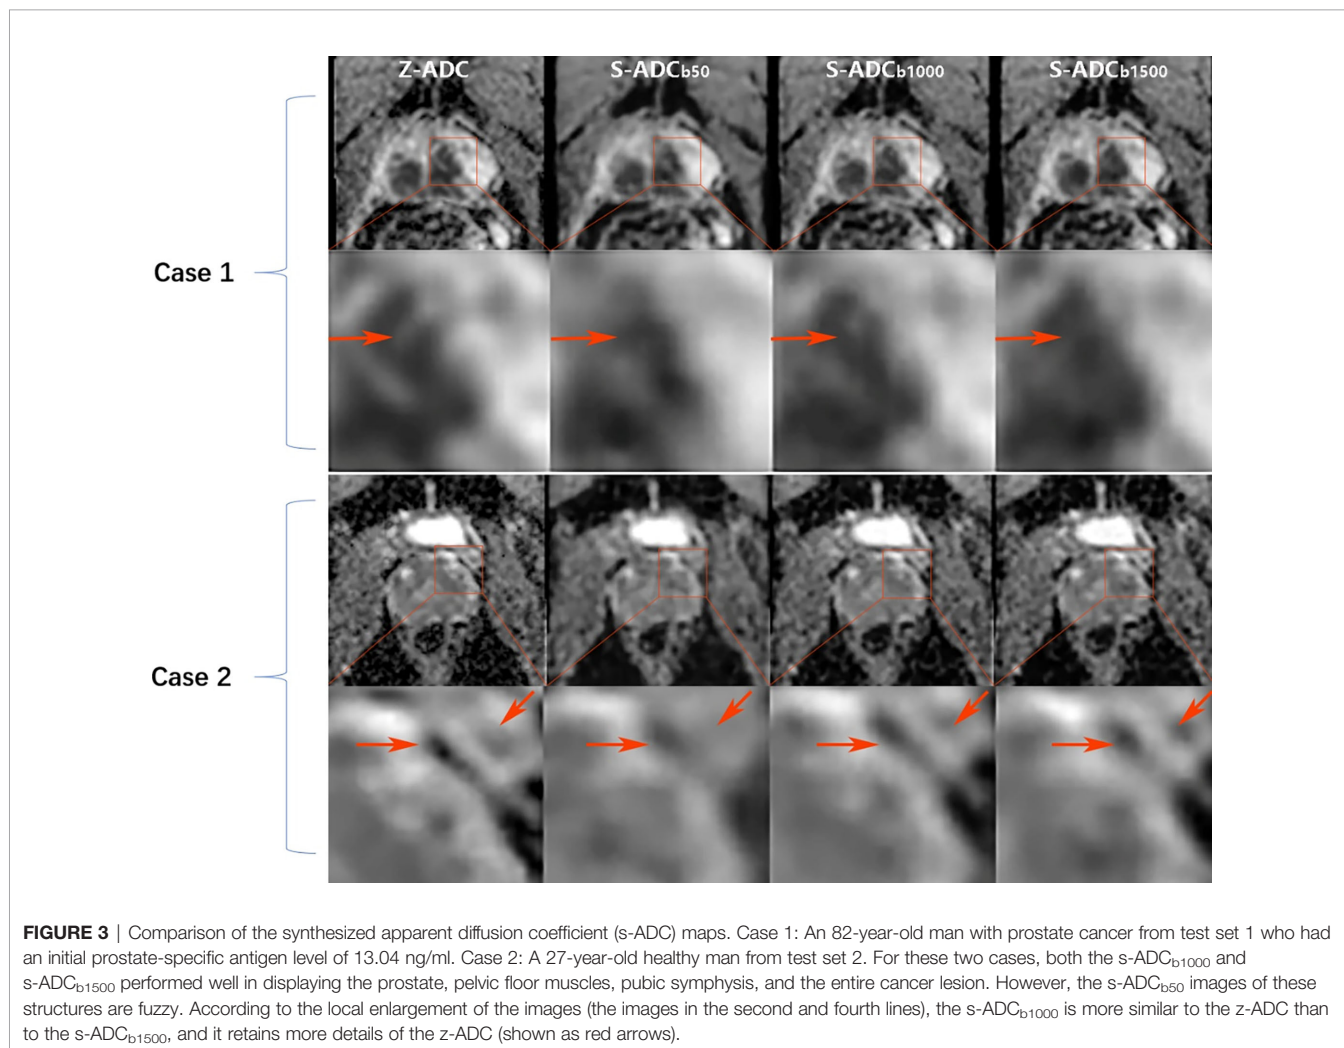 Z-ADC S-ADCb50 S-ADCb1000 S-ADCb1500
Case 1
Case 2
FIGURE 3 | Comparison of the synthesized apparent diffusion coefficient (s-ADC) maps. Case 1: An 82-year-old man with prostate cancer from test set 1 who had
an initial prostate-specific antigen level of 13.04 ng/ml. Case 2: A 27-year-old healthy man from test set 2. For these two cases, both the s-ADCb1000 and
s-ADCb1500 performed well in displaying the prostate, pelvic floor muscles, pubic symphysis, and the entire cancer lesion. However, the s-ADCb50 images of these
structures are fuzzy. According to the local enlargement of the images (the images in the second and fourth lines), the s-ADCb1000 is more similar to the z-ADC than
to the s-ADCb1500, and it retains more details of the z-ADC (shown as red arrows).